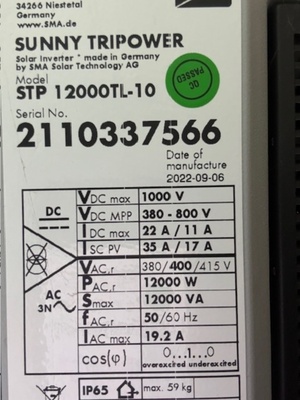 34266 Niestetal
Germany
www.SMA.de
SUNNY TRIPOWER
Solar Inverter * made in Germany
by SMA Solar Technology AG
Model
STP 12000TL-10
QC
PASSED
Serial No.
2110337566
Date of
manufacture
2022-09-06
DC
VDC max 1000 V
VDC MPP 380 - 800 V
IDC max 22 A / 11 A
ISC PV 35 A / 17 A
AC
3N
VAC,r 380/400/415 V
PAC,r 12000 W
Smax 12000 VA
fAC,r 50/60 Hz
IAC max 19.2 A
cos(φ) 0...1...0
overexcited underexcited
IP65 max. 59 kg